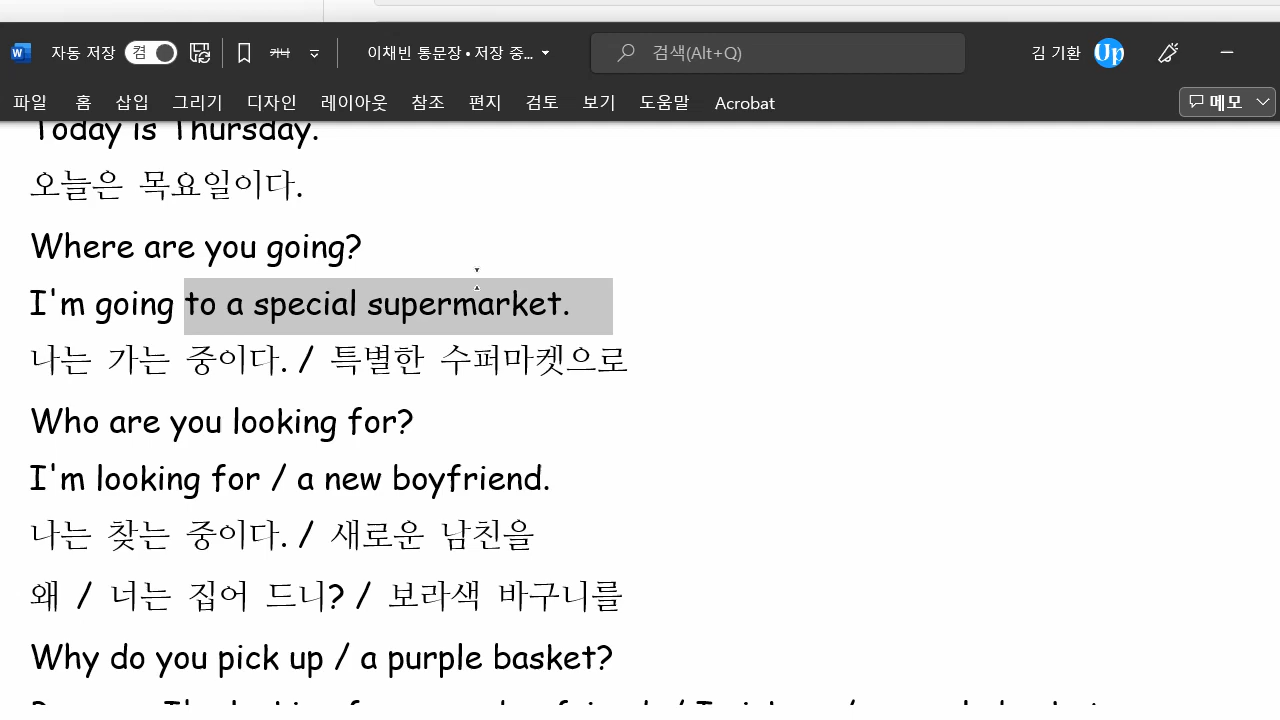 자동 저장 켬 가나 이채빈 통문장 • 저장 중... 검색(Alt+Q) 김 기환 Up
파일 홈 삽입 그리기 디자인 레이아웃 참조 편지 검토 보기 도움말 Acrobat 메모
Today is Thursday.
오늘은 목요일이다.
Where are you going?
I'm going to a special supermarket.
나는 가는 중이다. / 특별한 수퍼마켓으로
Who are you looking for?
I'm looking for / a new boyfriend.
나는 찾는 중이다. / 새로운 남친을
왜 / 너는 집어 드니? / 보라색 바구니를
Why do you pick up / a purple basket?